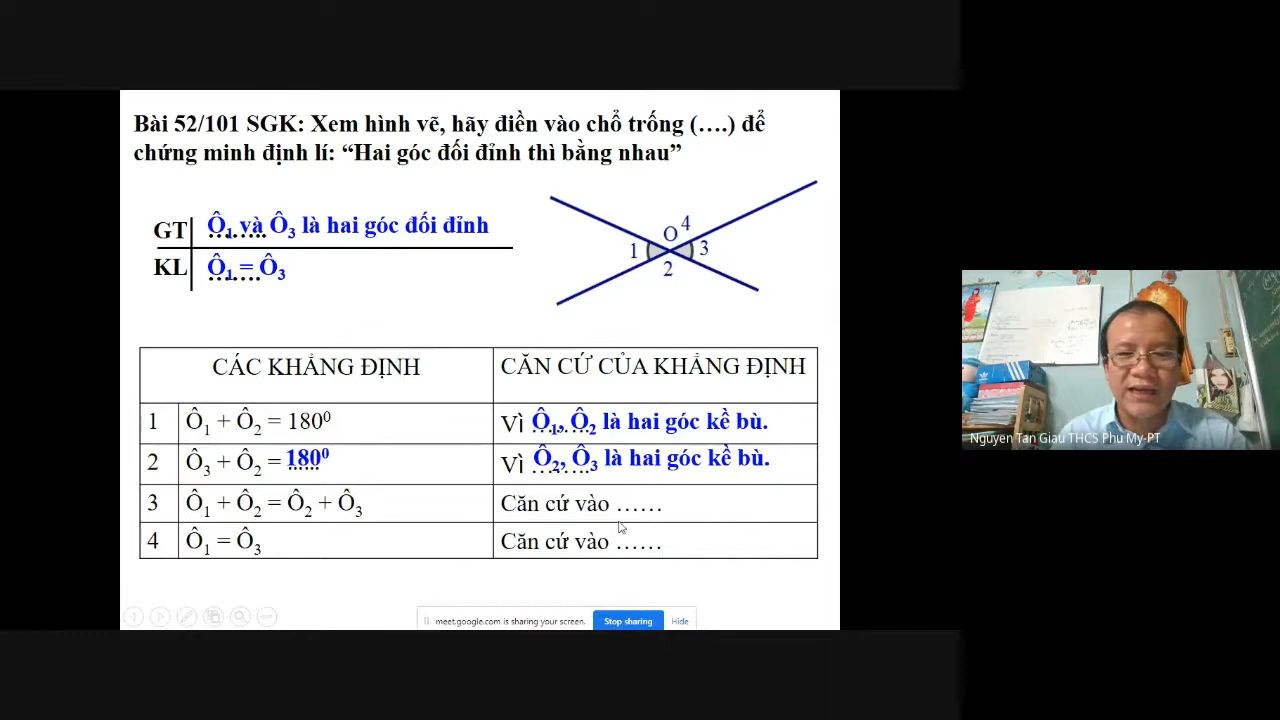 Bài 52/101 SGK: Xem hình vẽ, hãy điền vào chổ trống (….) để
chứng minh định lí: “Hai góc đối đỉnh thì bằng nhau”
GT Ô₁ và Ô₃ là hai góc đối đỉnh
KL Ô₁ = Ô₃
O 4
1 3
2
CÁC KHẲNG ĐỊNH CĂN CỨ CỦA KHẲNG ĐỊNH
1 Ô₁ + Ô₂ = 180⁰ Vì Ô₁, Ô₂ là hai góc kề bù.
2 Ô₃ + Ô₂ = 180⁰ Vì Ô₂, Ô₃ là hai góc kề bù.
3 Ô₁ + Ô₂ = Ô₂ + Ô₃ Căn cứ vào ……
4 Ô₁ = Ô₃ Căn cứ vào ……
meet.google.com is sharing your screen. Stop sharing Hide
Nguyen Tan Giau THCS Phu My-PT